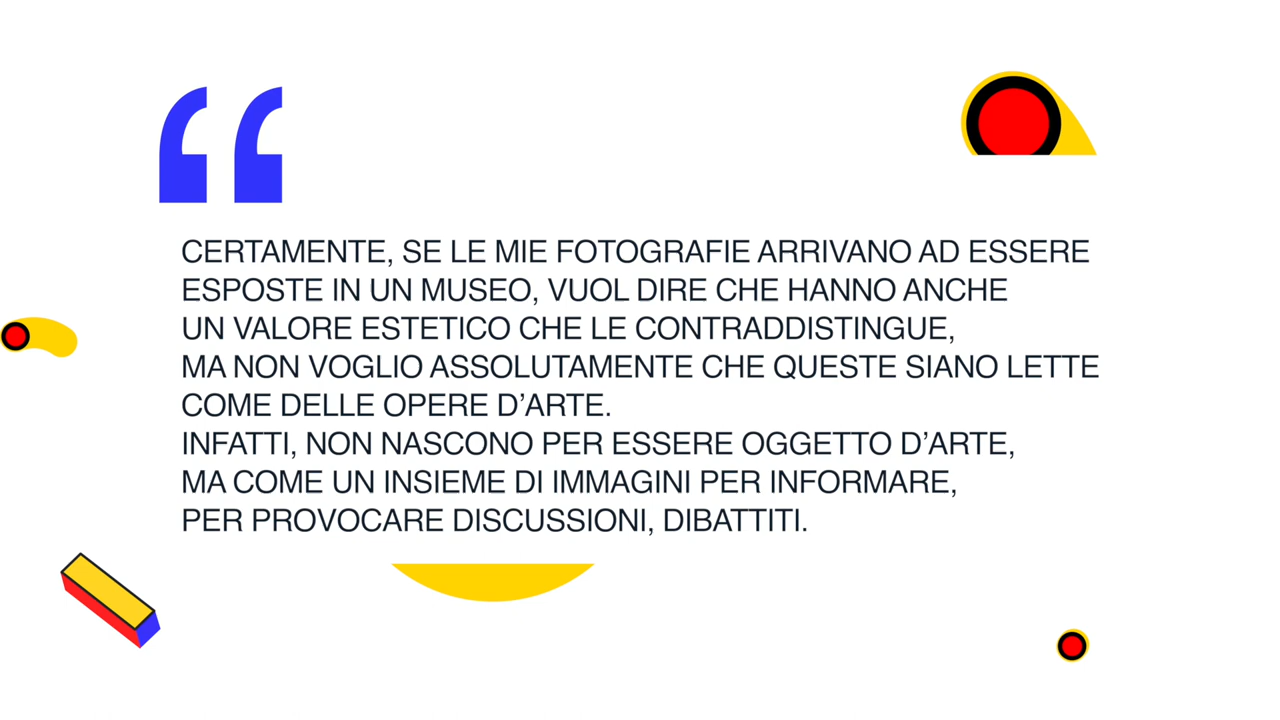 CERTAMENTE, SE LE MIE FOTOGRAFIE ARRIVANO AD ESSERE
ESPOSTE IN UN MUSEO, VUOL DIRE CHE HANNO ANCHE
UN VALORE ESTETICO CHE LE CONTRADDISTINGUE,
MA NON VOGLIO ASSOLUTAMENTE CHE QUESTE SIANO LETTE
COME DELLE OPERE D’ARTE.
INFATTI, NON NASCONO PER ESSERE OGGETTO D’ARTE,
MA COME UN INSIEME DI IMMAGINI PER INFORMARE,
PER PROVOCARE DISCUSSIONI, DIBATTITI.